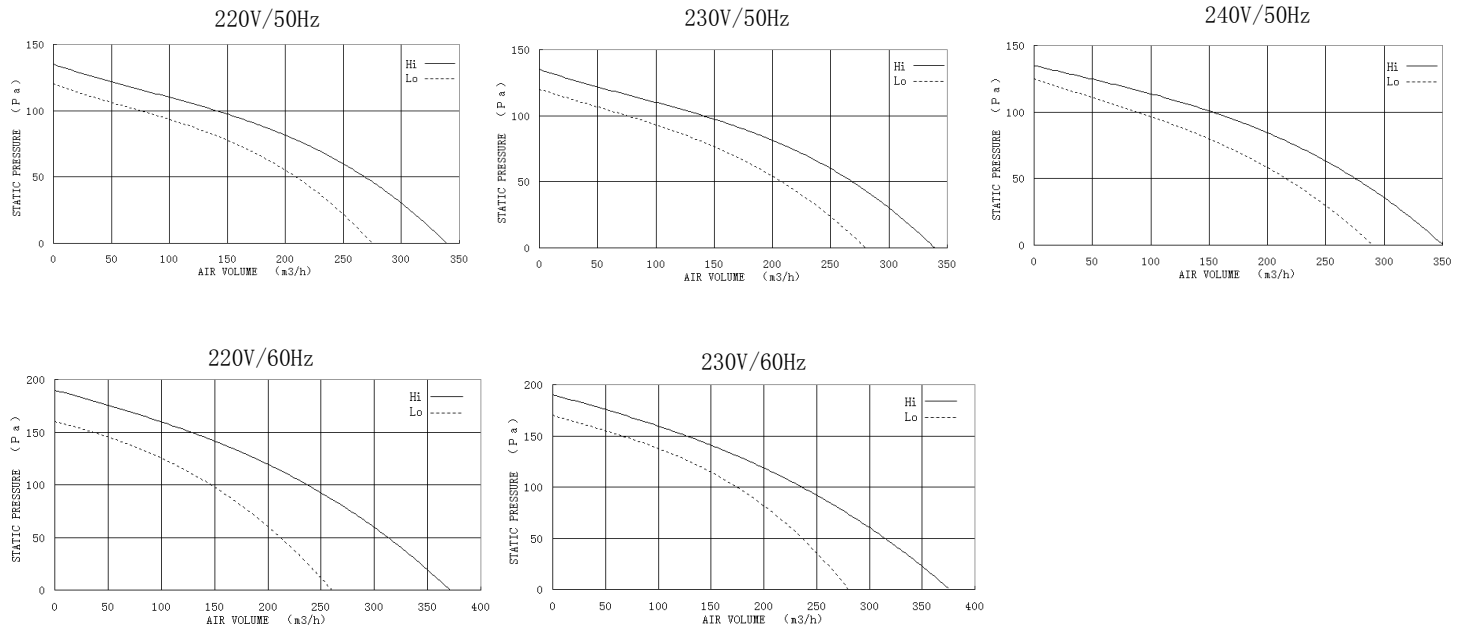 220V/50Hz
150
100
50
0
STATIC PRESSURE (Pa)
Hi
Lo
0 50 100 150 200 250 300 350
AIR VOLUME (m3/h)
230V/50Hz
150
100
50
0
STATIC PRESSURE (Pa)
Hi
Lo
0 50 100 150 200 250 300 350
AIR VOLUME (m3/h)
240V/50Hz
150
100
50
0
STATIC PRESSURE (Pa)
Hi
Lo
0 50 100 150 200 250 300 350
AIR VOLUME (m3/h)
220V/60Hz
200
150
100
50
0
STATIC PRESSURE (Pa)
Hi
Lo
0 50 100 150 200 250 300 350 400
AIR VOLUME (m3/h)
230V/60Hz
200
150
100
50
0
STATIC PRESSURE (Pa)
Hi
Lo
0 50 100 150 200 250 300 350 400
AIR VOLUME (m3/h)